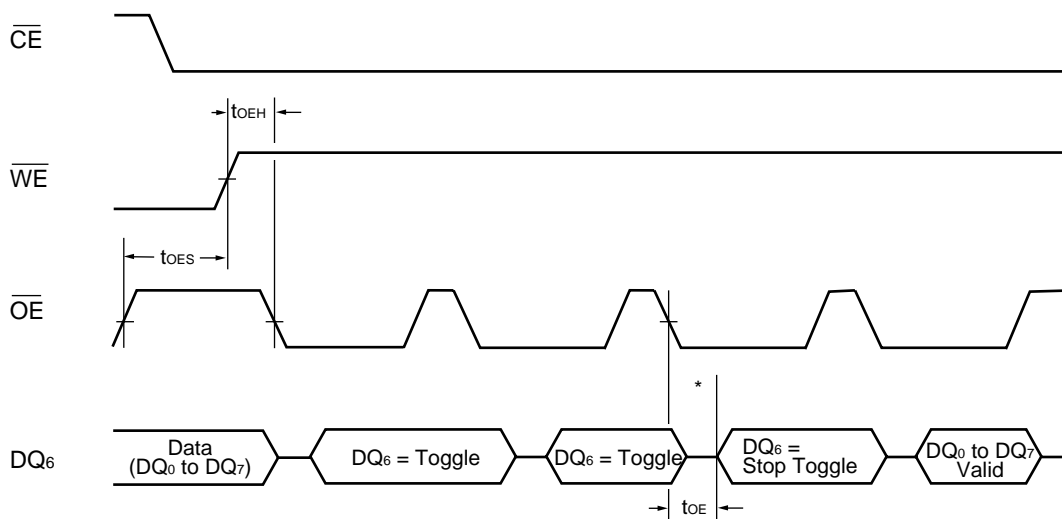 CE
tOEH
WE
tOES
OE
*
DQ6
Data
(DQ0 to DQ7)
DQ6 = Toggle
DQ6 = Toggle
DQ6 =
Stop Toggle
DQ0 to DQ7
Valid
tOE